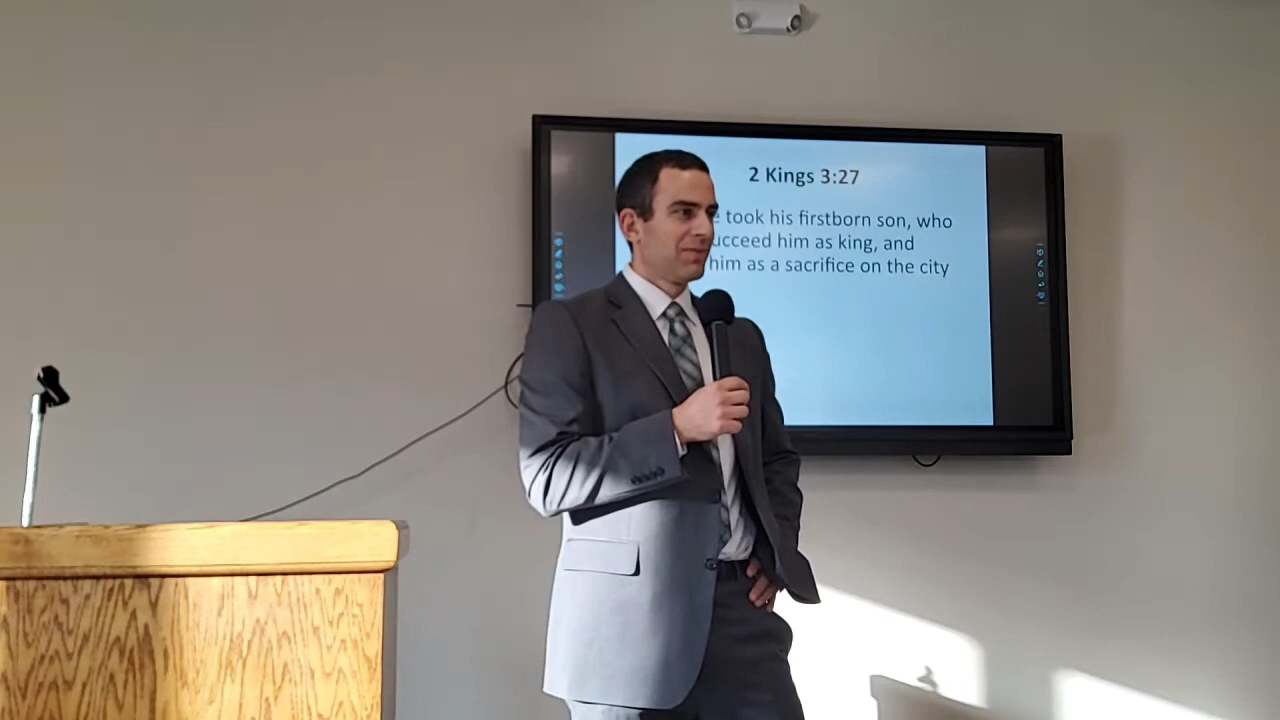 2 Kings 3:27
took his firstborn son, who
succeed him as king, and
him as a sacrifice on the city